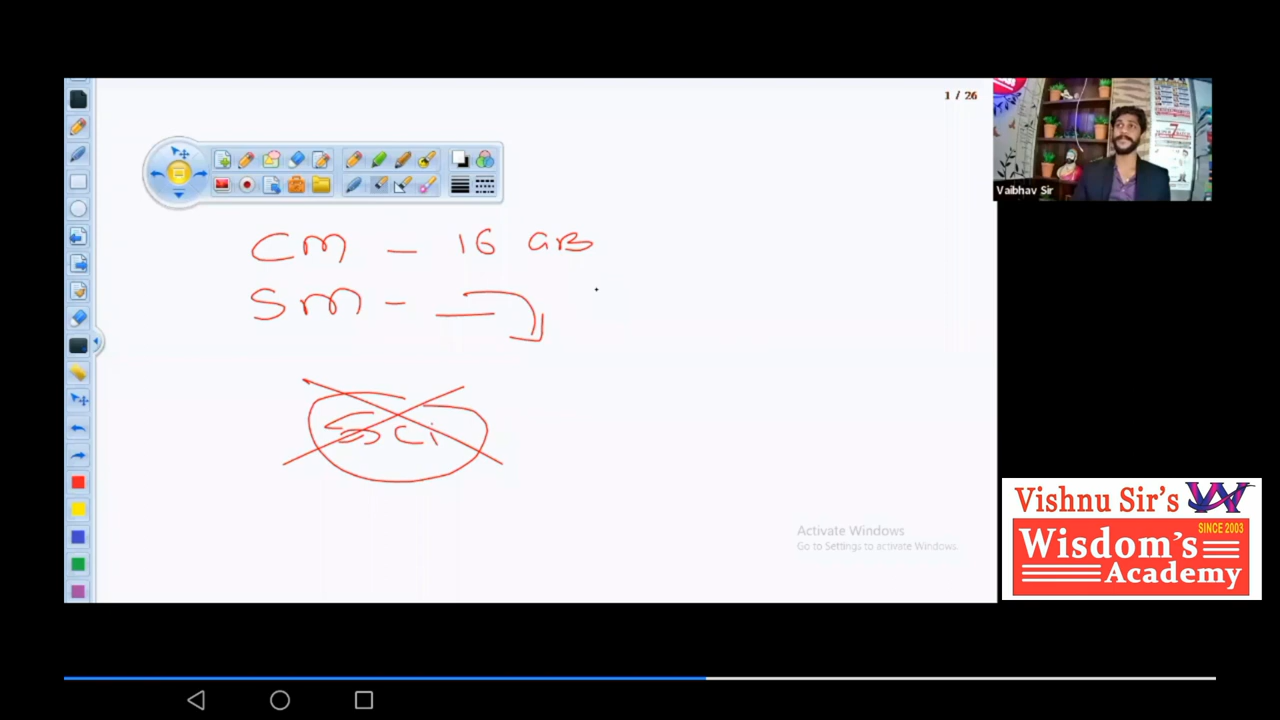 1 / 26
Vaibhav Sir
CM - 16 GB
SM -
Activate Windows
Go to Settings to activate Windows.
Vishnu Sir's
SINCE 2003
Wisdom's
Academy